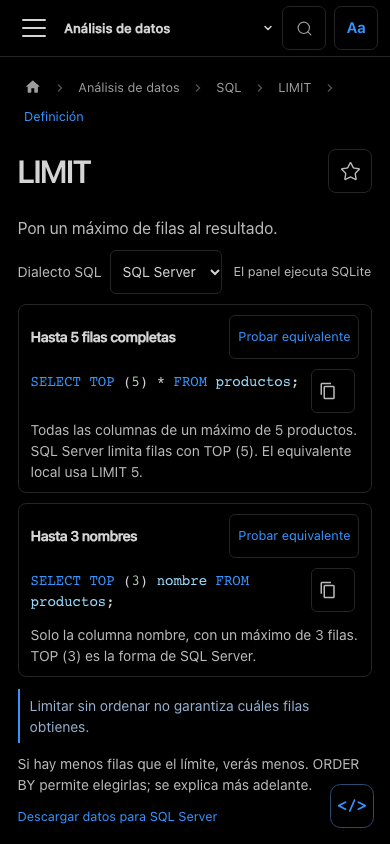 Análisis de datos
Aa
Análisis de datos > SQL > LIMIT >
Definición
LIMIT
Pon un máximo de filas al resultado.
Dialecto SQL SQL Server El panel ejecuta SQLite
Hasta 5 filas completas Probar equivalente
SELECT TOP (5) * FROM productos;
Todas las columnas de un máximo de 5 productos.
SQL Server limita filas con TOP (5). El equivalente
local usa LIMIT 5.
Hasta 3 nombres Probar equivalente
SELECT TOP (3) nombre FROM
productos;
Solo la columna nombre, con un máximo de 3 filas.
TOP (3) es la forma de SQL Server.
Limitar sin ordenar no garantiza cuáles filas
obtienes.
Si hay menos filas que el límite, verás menos. ORDER
BY permite elegirlas; se explica más adelante.
Descargar datos para SQL Server
</>